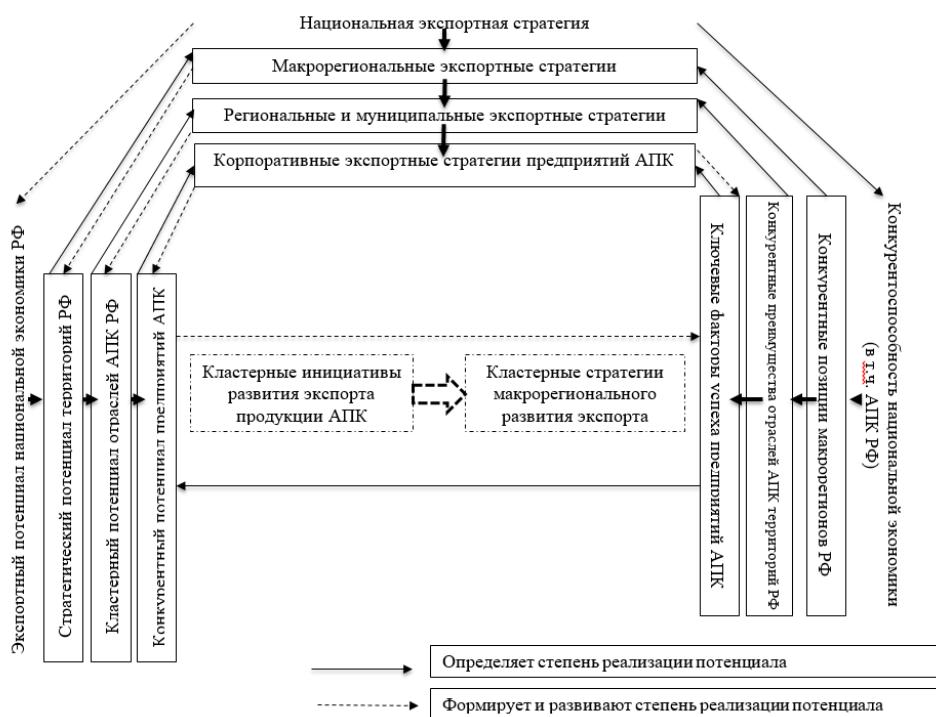 Национальная экспортная стратегия
Макрорегиональные экспортные стратегии
Региональные и муниципальные экспортные стратегии
Корпоративные экспортные стратегии предприятий АПК
Экспортный потенциал национальной экономики РФ
Стратегический потенциал территорий РФ
Кластерный потенциал отраслей АПК РФ
Конкурентный потенциал предприятий АПК
Кластерные инициативы
развития экспорта
продукции АПК
Кластерные стратегии
макрорегионального
развития экспорта
Ключевые факторы успеха предприятий АПК
Конкурентные преимущества отраслей АПК территорий РФ
Конкурентные позиции макрорегионов РФ
Конкурентоспособность национальной экономики
(в т.ч. АПК РФ)
Определяет степень реализации потенциала
Формирует и развивают степень реализации потенциала